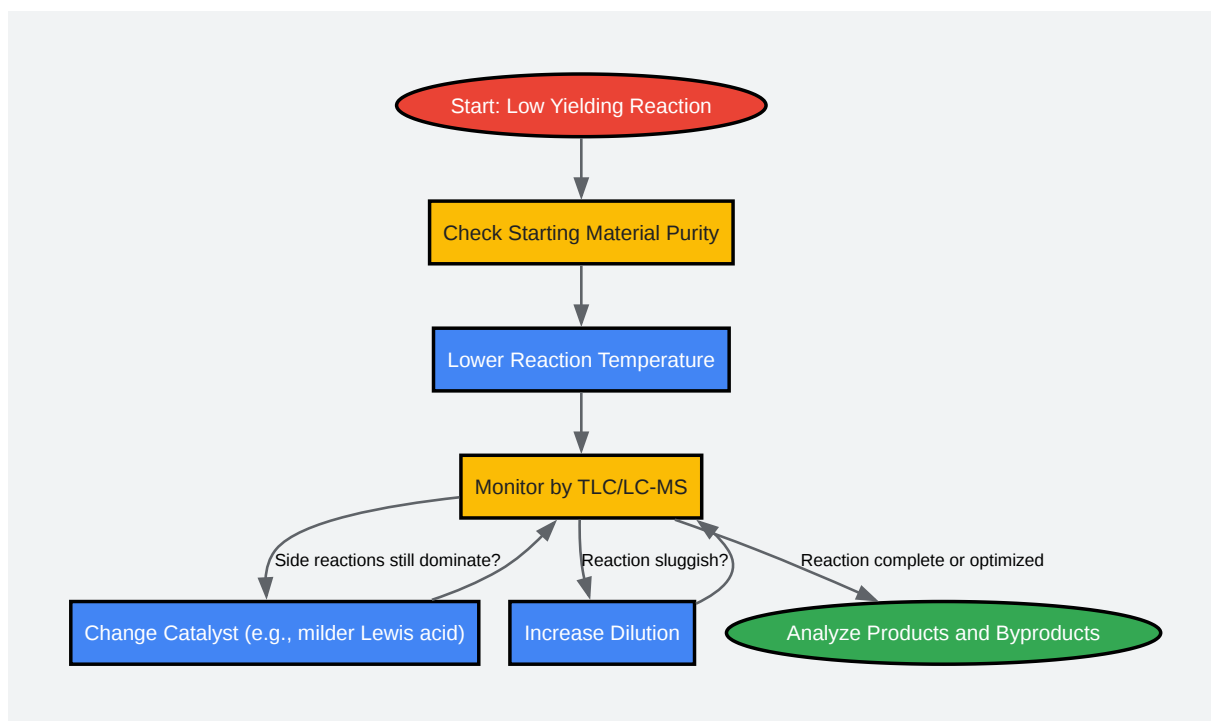 Start: Low Yielding Reaction
Check Starting Material Purity
Lower Reaction Temperature
Monitor by TLC/LC-MS
Side reactions still dominate?
Reaction sluggish?
Reaction complete or optimized
Change Catalyst (e.g., milder Lewis acid)
Increase Dilution
Analyze Products and Byproducts